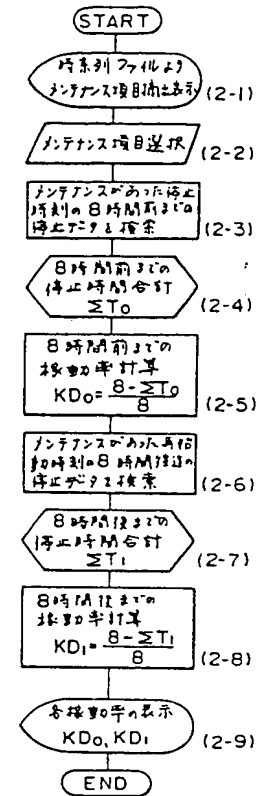 START
時系列ファイルより
メンテナンス項目摘出表示
(2-1)
メンテナンス項目選択
(2-2)
メンテナンスがあった停止
時刻の8時間前までの
停止データを検索
(2-3)
8時間前までの
停止時間合計
ΣT₀
(2-4)
8時間前までの
稼動率計算
KD₀=8-ΣT₀/8
(2-5)
メンテナンスがあった再稼
動時刻の8時間後迄の
停止データを検索
(2-6)
8時間後までの
停止時間合計
ΣT₁
(2-7)
8時間後までの
稼動率計算
KD₁=8-ΣT₁/8
(2-8)
各稼動率の表示
KD₀, KD₁
(2-9)
END